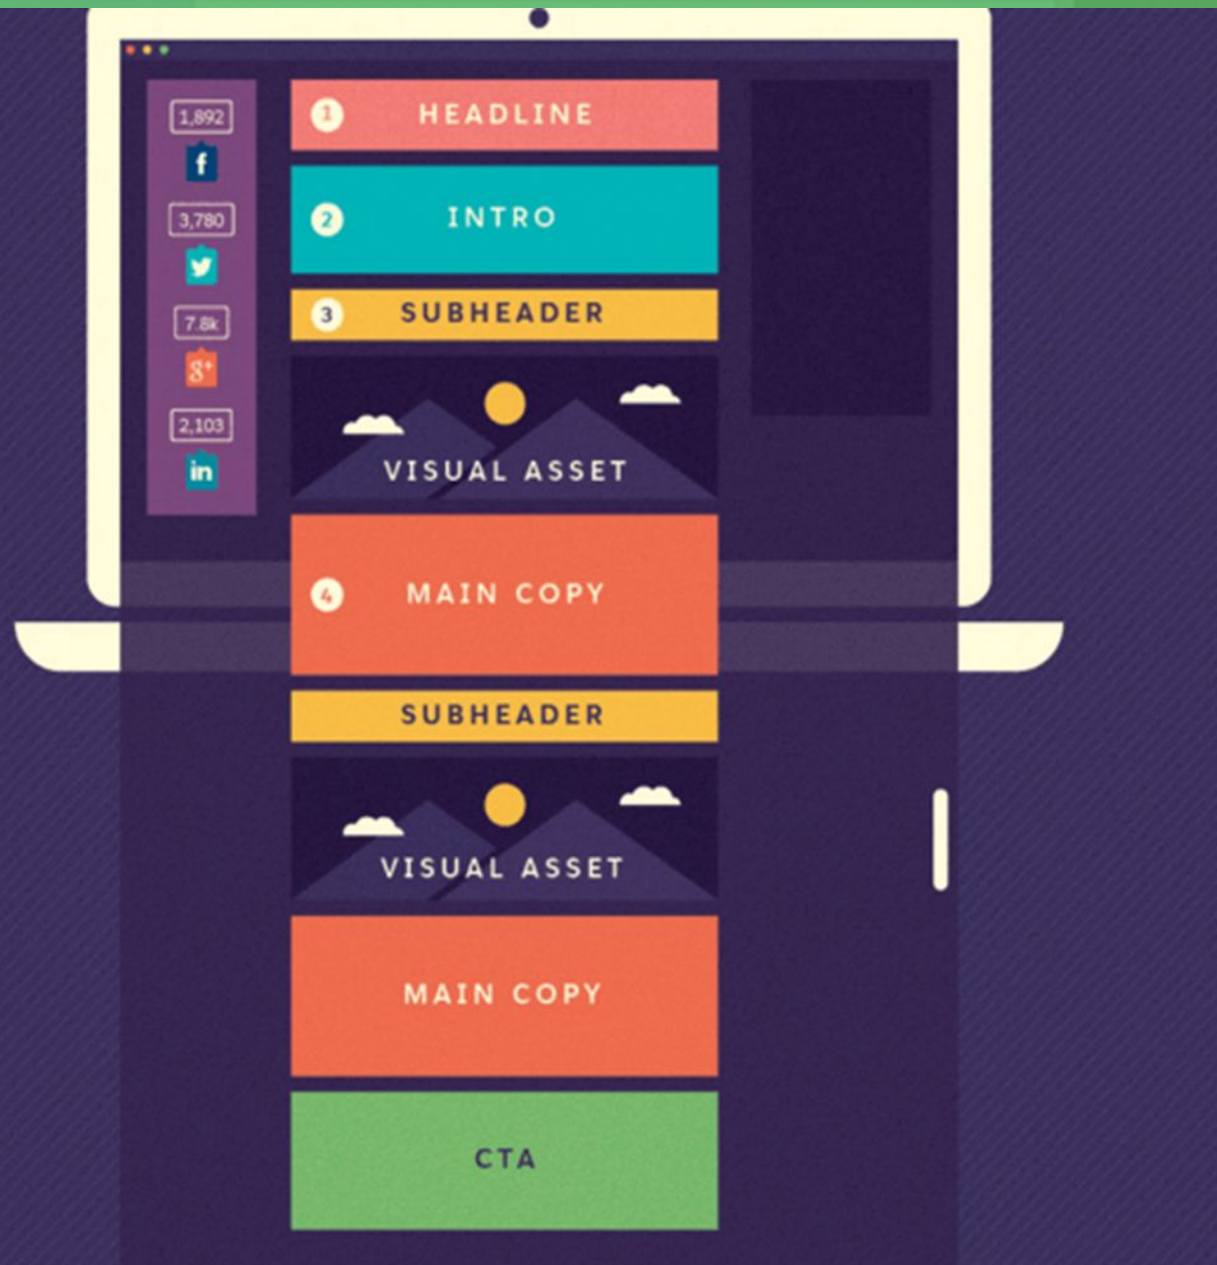 1,892
f
3,780
7.8k
g+
2,103
in
1 HEADLINE
2 INTRO
3 SUBHEADER
VISUAL ASSET
4 MAIN COPY
SUBHEADER
VISUAL ASSET
MAIN COPY
CTA